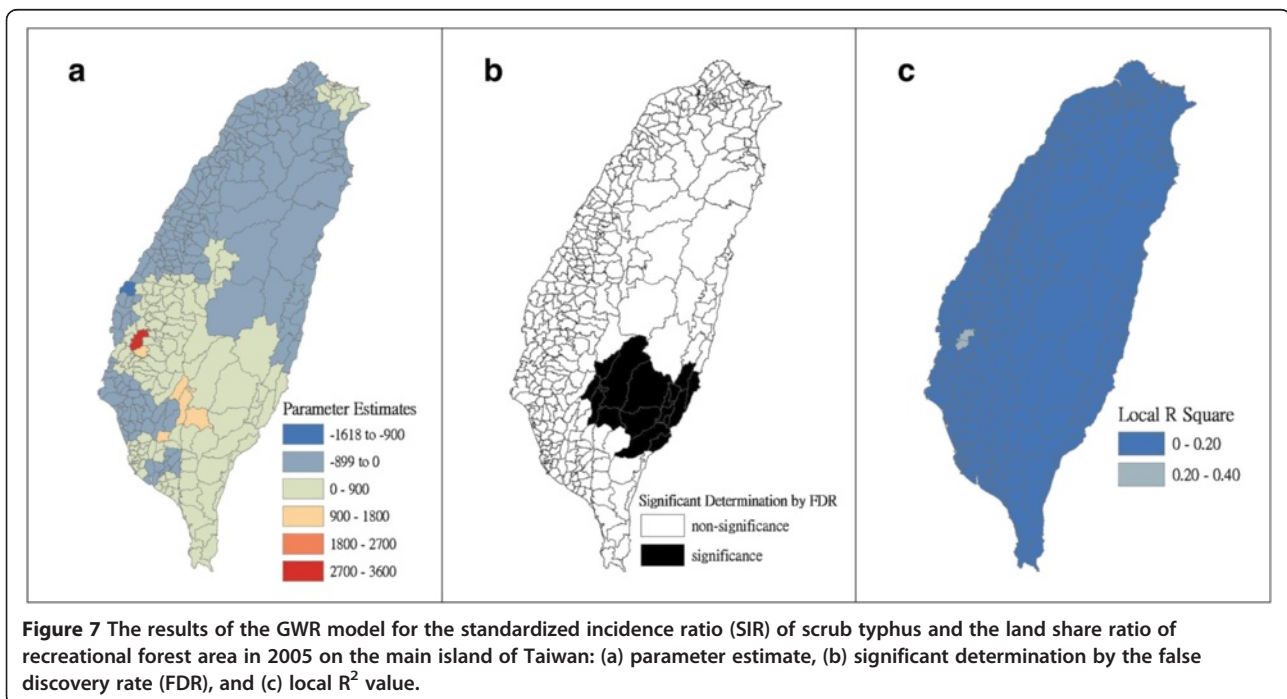 a
b
c
Parameter Estimates
-1618 to -900
-899 to 0
0 - 900
900 - 1800
1800 - 2700
2700 - 3600
Significant Determination by FDR
non-significance
significance
Local R Square
0 - 0.20
0.20 - 0.40
Figure 7 The results of the GWR model for the standardized incidence ratio (SIR) of scrub typhus and the land share ratio of
recreational forest area in 2005 on the main island of Taiwan: (a) parameter estimate, (b) significant determination by the false
discovery rate (FDR), and (c) local R² value.